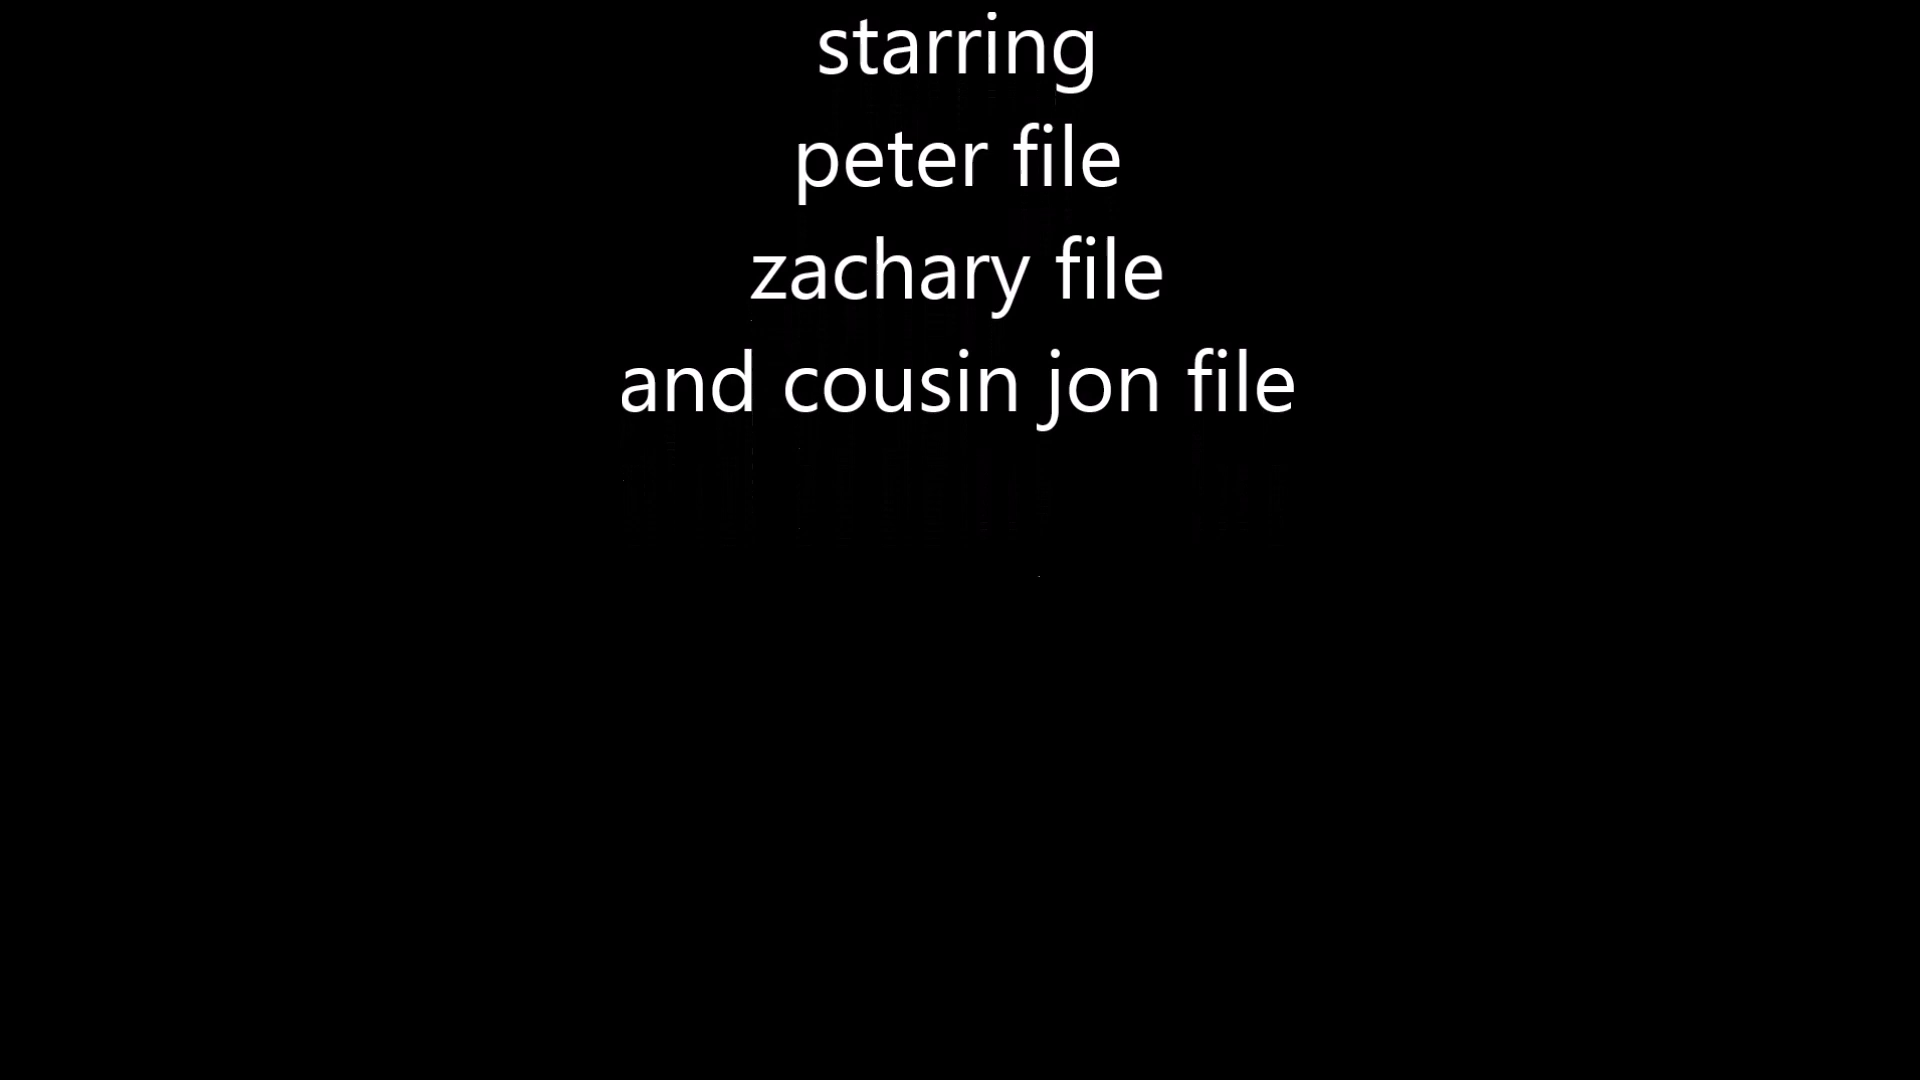 starring
peter file
zachary file
and cousin jon file